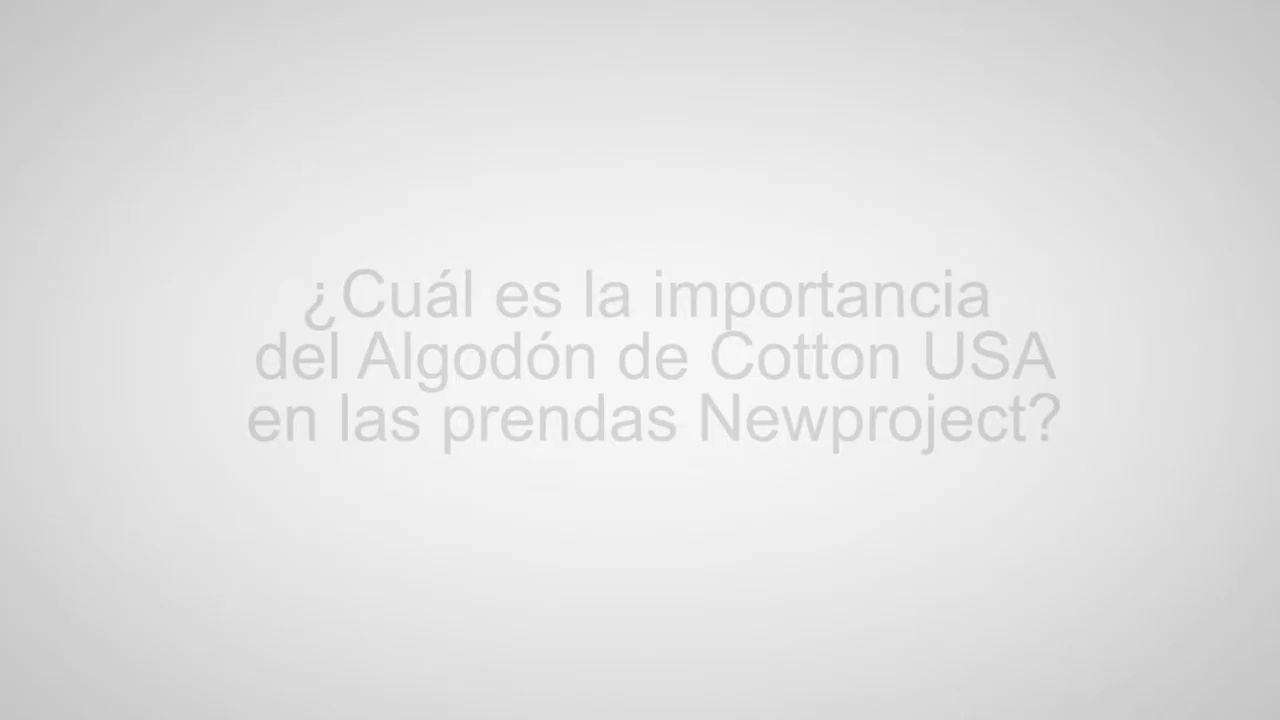 ¿Cuál es la importancia
del Algodón de Cotton USA
en las prendas Newproject?